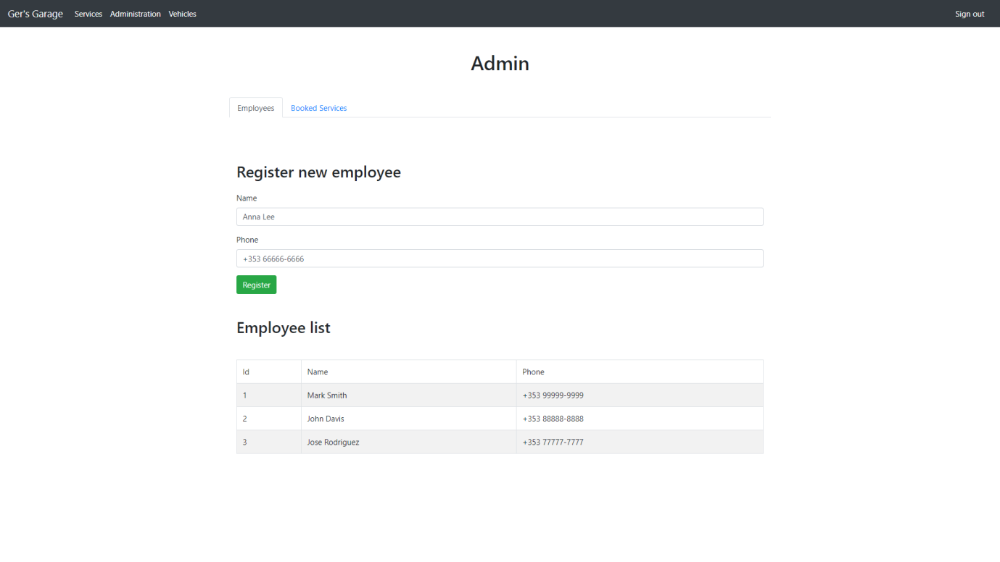 Ger's Garage Services Administration Vehicles Sign out
Admin
Employees Booked Services
Register new employee
Name
Anna Lee
Phone
+353 66666-6666
Register
Employee list
Id Name Phone
1 Mark Smith +353 99999-9999
2 John Davis +353 88888-8888
3 Jose Rodriguez +353 77777-7777